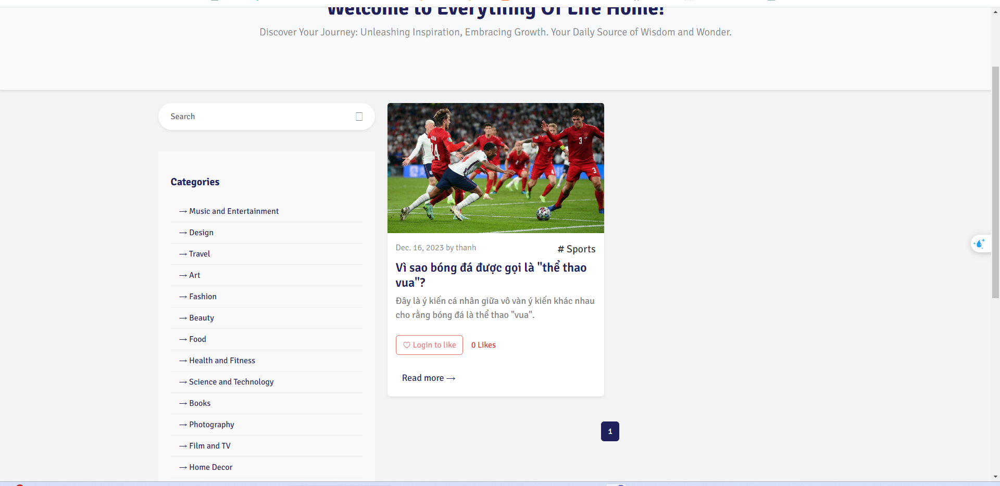 Welcome to Everything Of Life Home!
Discover Your Journey: Unleashing Inspiration, Embracing Growth. Your Daily Source of Wisdom and Wonder.
Search
Categories
→ Music and Entertainment
→ Design
→ Travel
→ Art
→ Fashion
→ Beauty
→ Food
→ Health and Fitness
→ Science and Technology
→ Books
→ Photography
→ Film and TV
→ Home Decor
24
3
3
4
Dec. 16, 2023 by thanh
# Sports
Vì sao bóng đá được gọi là "thể thao
vua"?
Đây là ý kiến cá nhân giữa vô vàn ý kiến khác nhau
cho rằng bóng đá là thể thao "vua".
Login to like
0 Likes
Read more →
1